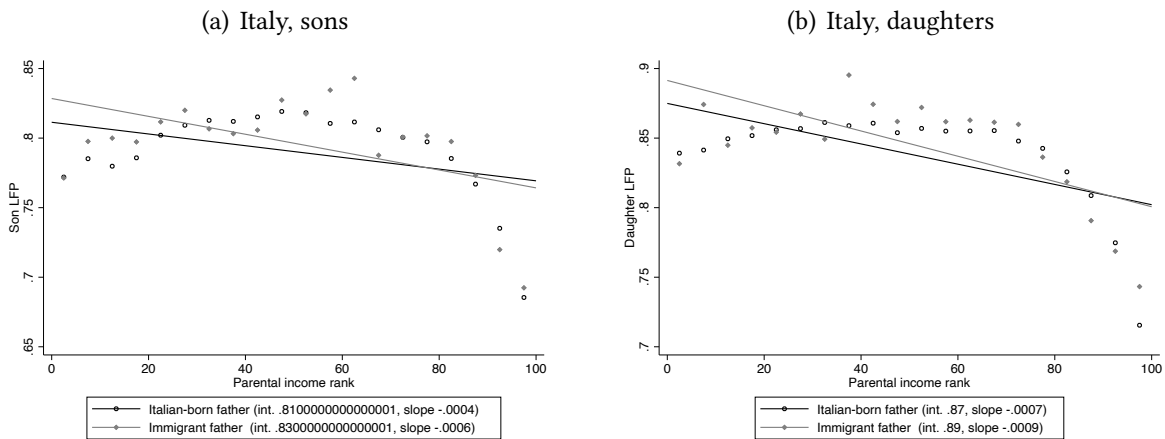 (a) Italy, sons
Son LFP
.85
.8
.75
.7
.65
0
20
40
60
80
100
Parental income rank
Italian-born father (int. .8100000000000001, slope -.0004)
Immigrant father (int. .8300000000000001, slope -.0006)
(b) Italy, daughters
Daughter LFP
.9
.85
.8
.75
.7
0
20
40
60
80
100
Parental income rank
Italian-born father (int. .87, slope -.0007)
Immigrant father (int. .89, slope -.0009)